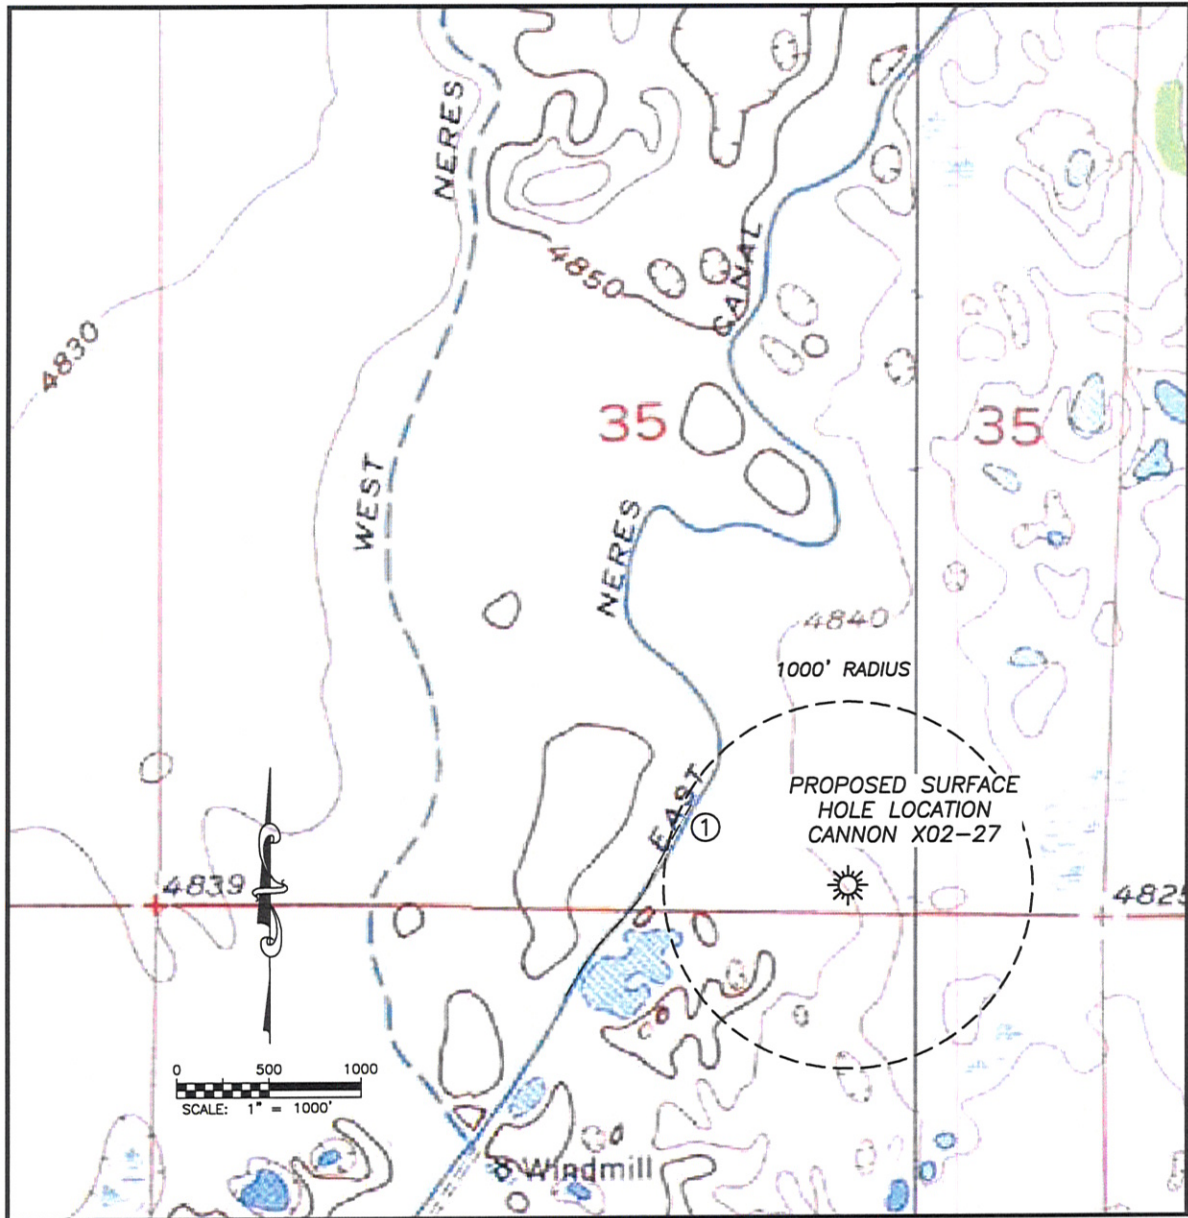 NERES
CANAL
4850
4830
35
35
WEST
NERES
4840
1000' RADIUS
PROPOSED SURFACE
HOLE LOCATION
CANNON X02-27
EAST
1
4839
4825
0 500 1000
SCALE: 1" = 1000'
Windmill